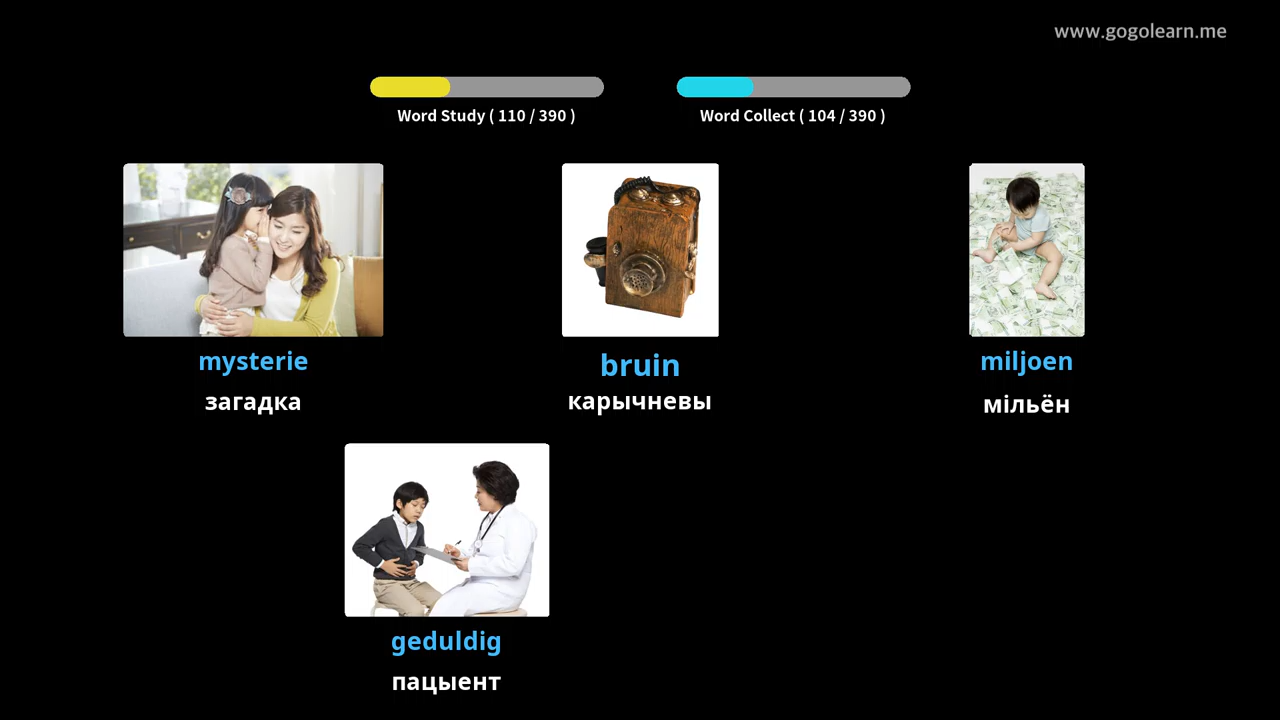 www.gogolearn.me
Word Study ( 110 / 390 )
Word Collect ( 104 / 390 )
mysterie
загадка
bruin
карычневы
miljoen
мільён
geduldig
пацыент